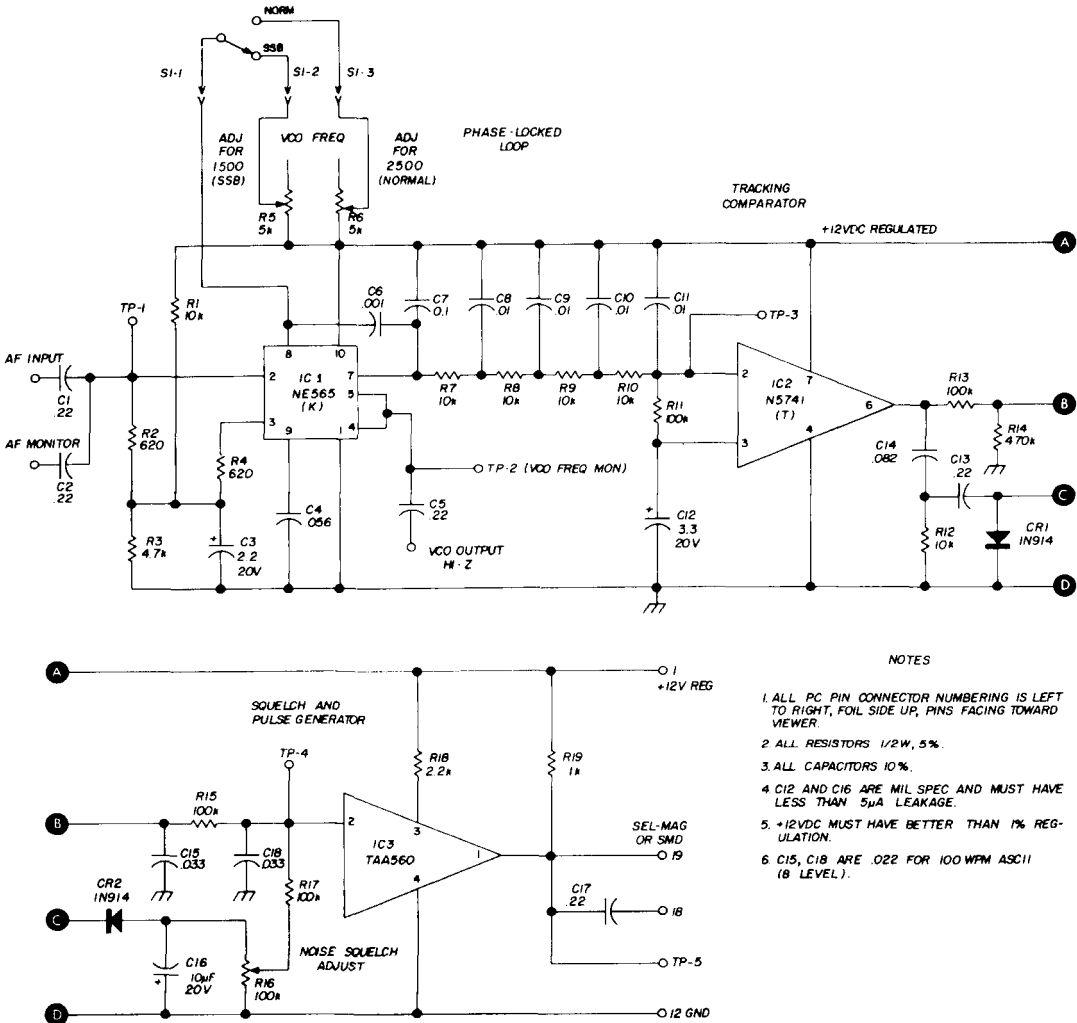 NORM
SSB
S1-1
S1-2
S1-3
ADJ
FOR
1500
(SSB)
VCO FREQ
ADJ
FOR
2500
(NORMAL)
PHASE-LOCKED
LOOP
R5
5k
R6
5k
TRACKING
COMPARATOR
+12VDC REGULATED
A
TP-1
R1
10k
C6
.001
C7
0.1
C8
.01
C9
.01
C10
.01
C11
.01
TP-3
AF INPUT
C1
.22
2
8
10
IC 1
NE565
(K)
7
5
4
3
9
1
R7
10k
R8
10k
R9
10k
R10
10k
2
7
IC2
N5741
(T)
6
3
4
R13
100k
B
R14
470k
R2
620
AF MONITOR
C2
.22
R4
620
R11
100k
C14
.082
C13
.22
C
TP-2 (VCO FREQ MON)
R3
4.7k
C3
2.2
20V
+
C4
.056
C5
.22
VCO OUTPUT
HI-Z
+
C12
3.3
20V
R12
10k
CR1
1N914
D
A
1
+12V REG
SQUELCH AND
PULSE GENERATOR
TP-4
R18
2.2k
R19
1k
B
R15
100k
2
3
IC3
TAA560
1
4
SEL-MAG
OR SMD
19
C15
.033
C18
.033
R17
100k
C17
.22
18
CR2
1N914
C
C16
10µF
20V
+
R16
100k
NOISE SQUELCH
ADJUST
TP-5
D
12 GND
NOTES
1. ALL PC PIN CONNECTOR NUMBERING IS LEFT
TO RIGHT, FOIL SIDE UP, PINS FACING TOWARD
VIEWER.
2. ALL RESISTORS 1/2W, 5%.
3. ALL CAPACITORS 10%.
4. C12 AND C16 ARE MIL SPEC AND MUST HAVE
LESS THAN 5µA LEAKAGE.
5. +12VDC MUST HAVE BETTER THAN 1% REG-
ULATION.
6. C15, C18 ARE .022 FOR 100 WPM ASCII
(8 LEVEL).